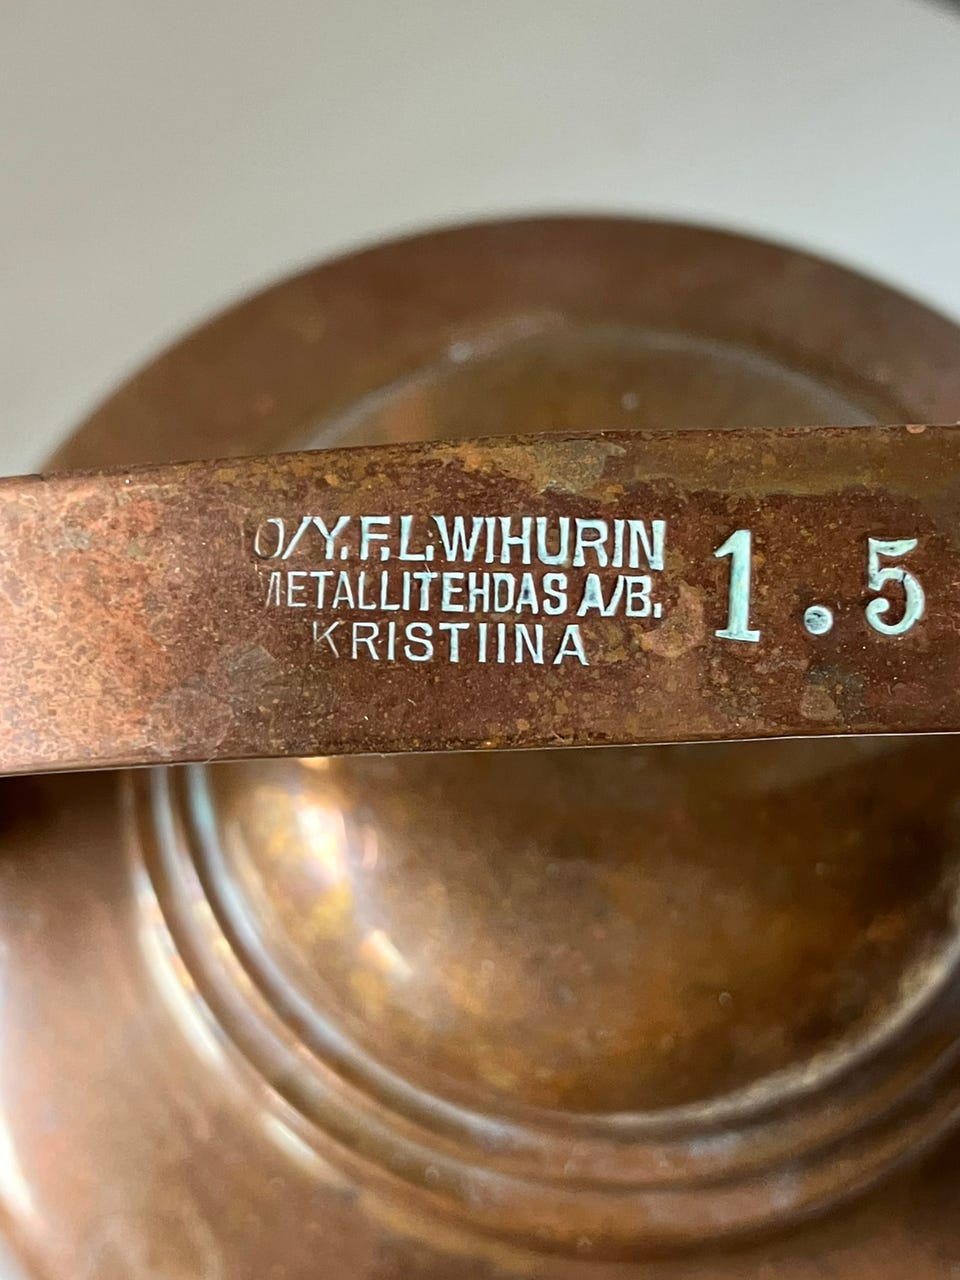 O/Y. F.L. WIHURIN
METALLITEHDAS A/B.
KRISTIINA
1.5